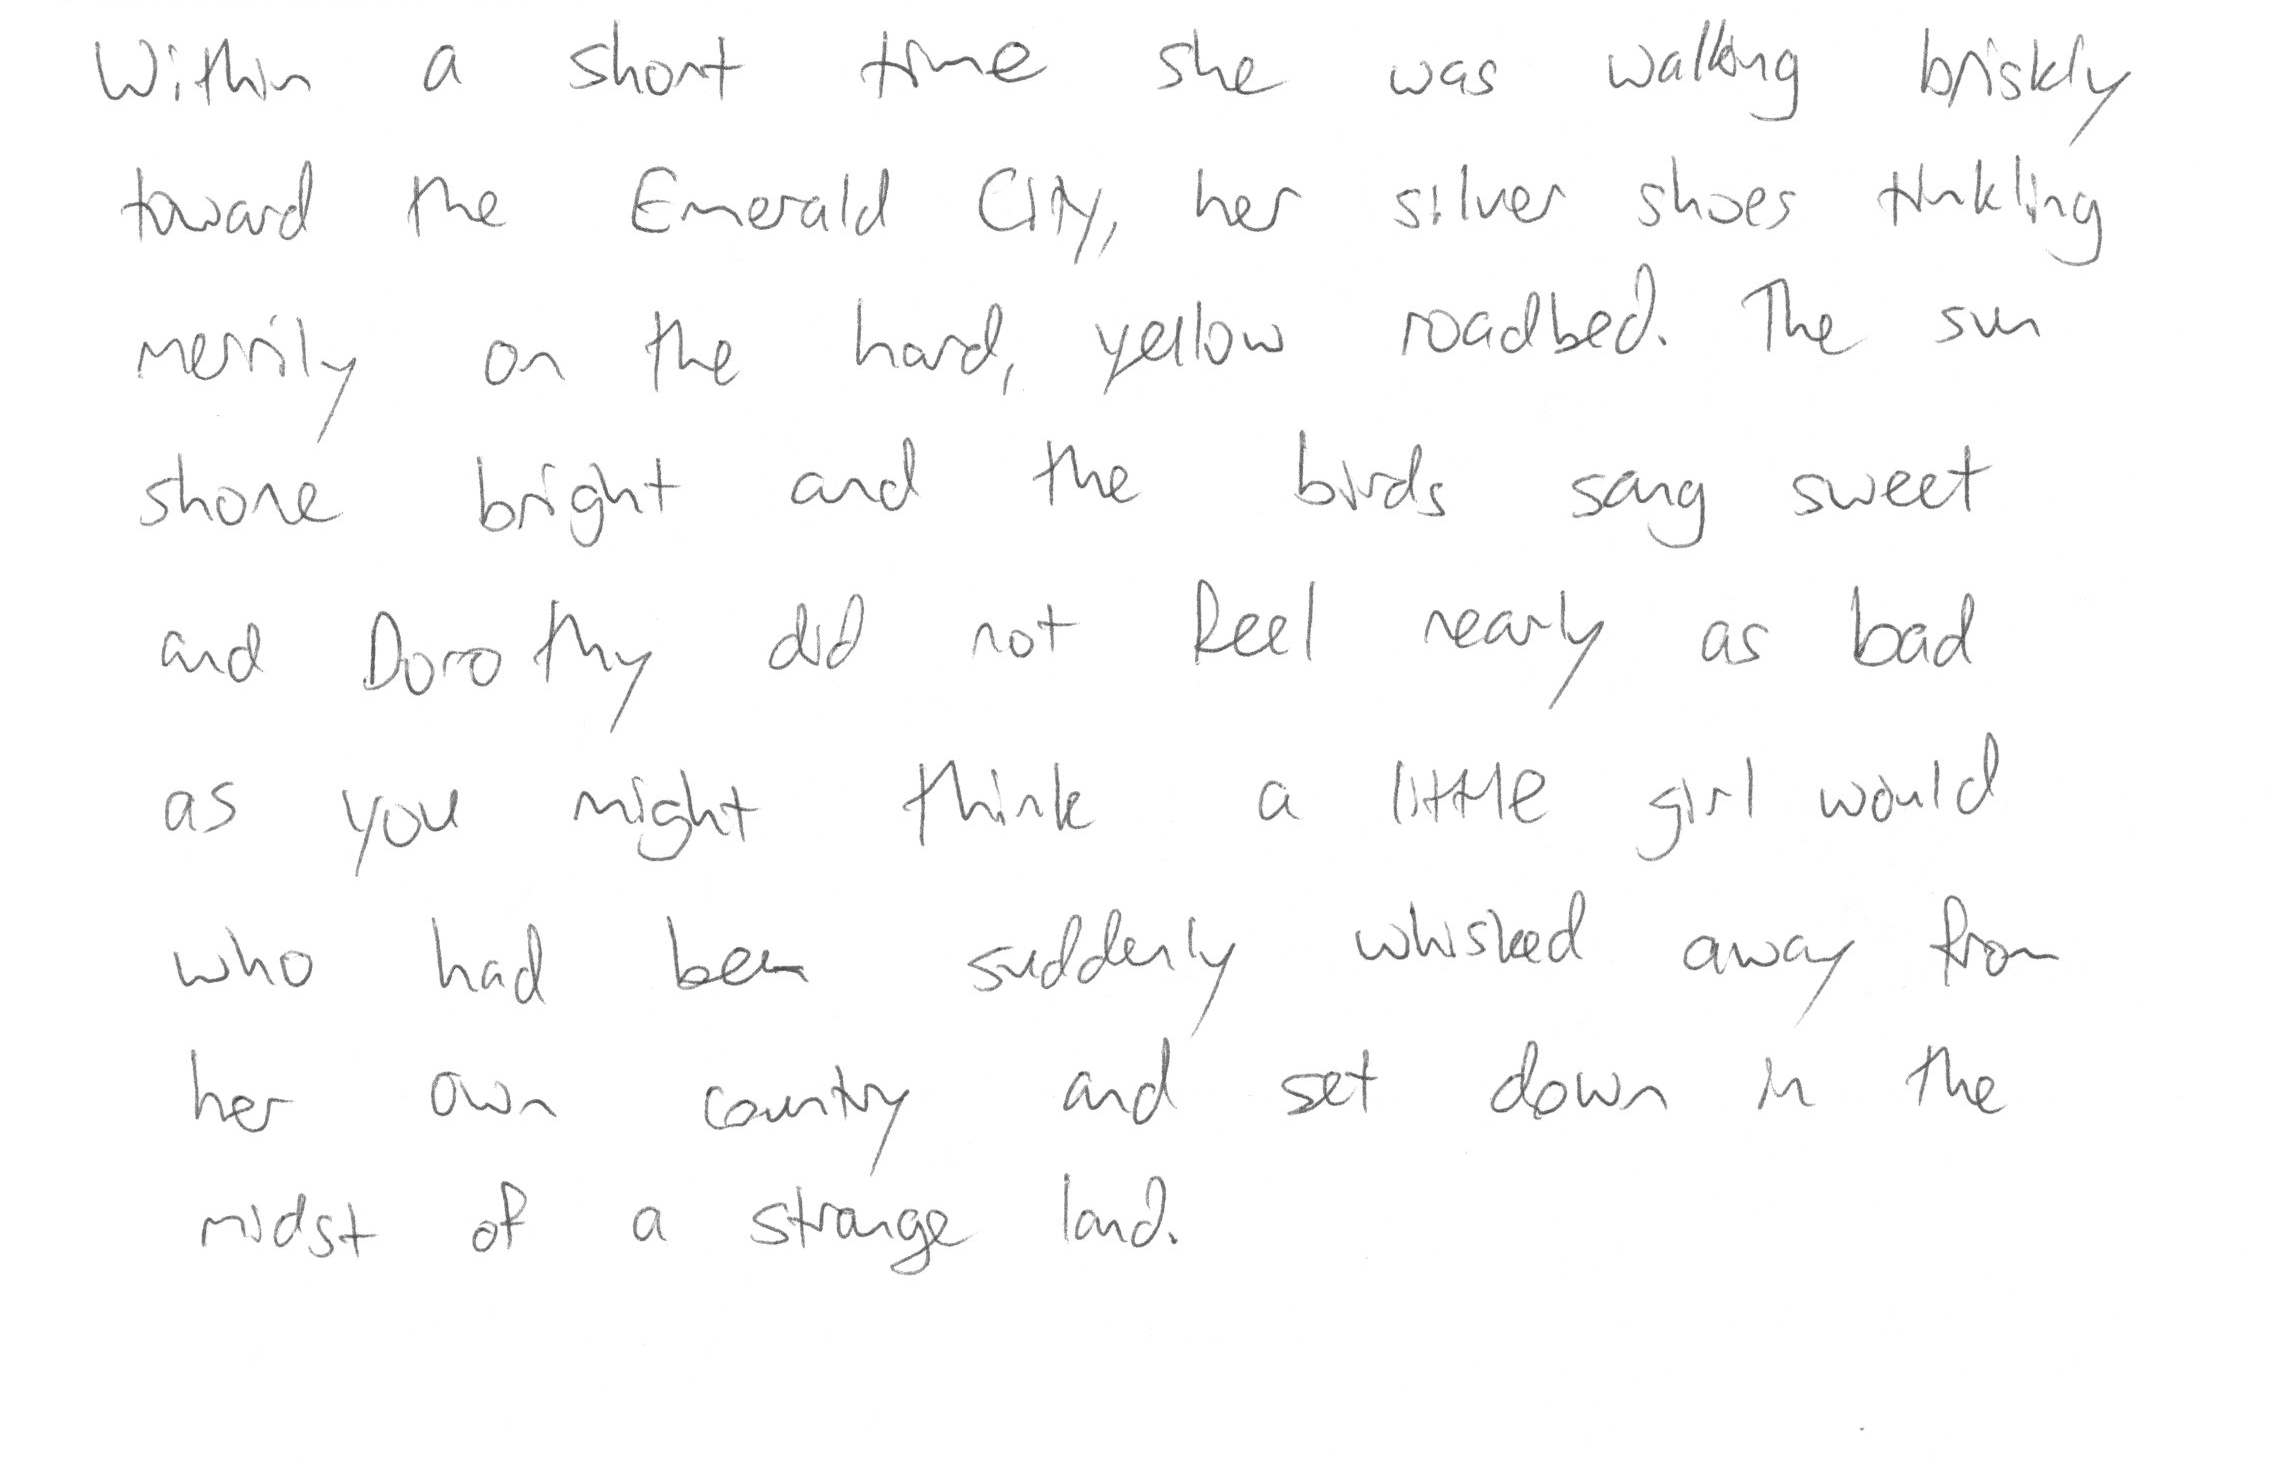 Within a short time she was walking briskly
toward the Emerald City, her silver shoes tinkling
merrily on the hard, yellow roadbed. The sun
shone bright and the birds sang sweet
and Dorothy did not feel nearly as bad
as you might think a little girl would
who had been suddenly whisked away from
her own country and set down in the
midst of a strange land.